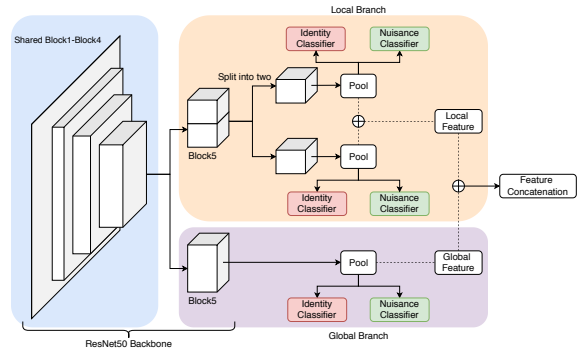 Local Branch
Shared Block1-Block4
Identity
Classifier
Nuisance
Classifier
Split into two
Pool
Local
Feature
Block5
Pool
Feature
Concatenation
Identity
Classifier
Nuisance
Classifier
Pool
Global
Feature
Block5
Identity
Classifier
Nuisance
Classifier
ResNet50 Backbone
Global Branch